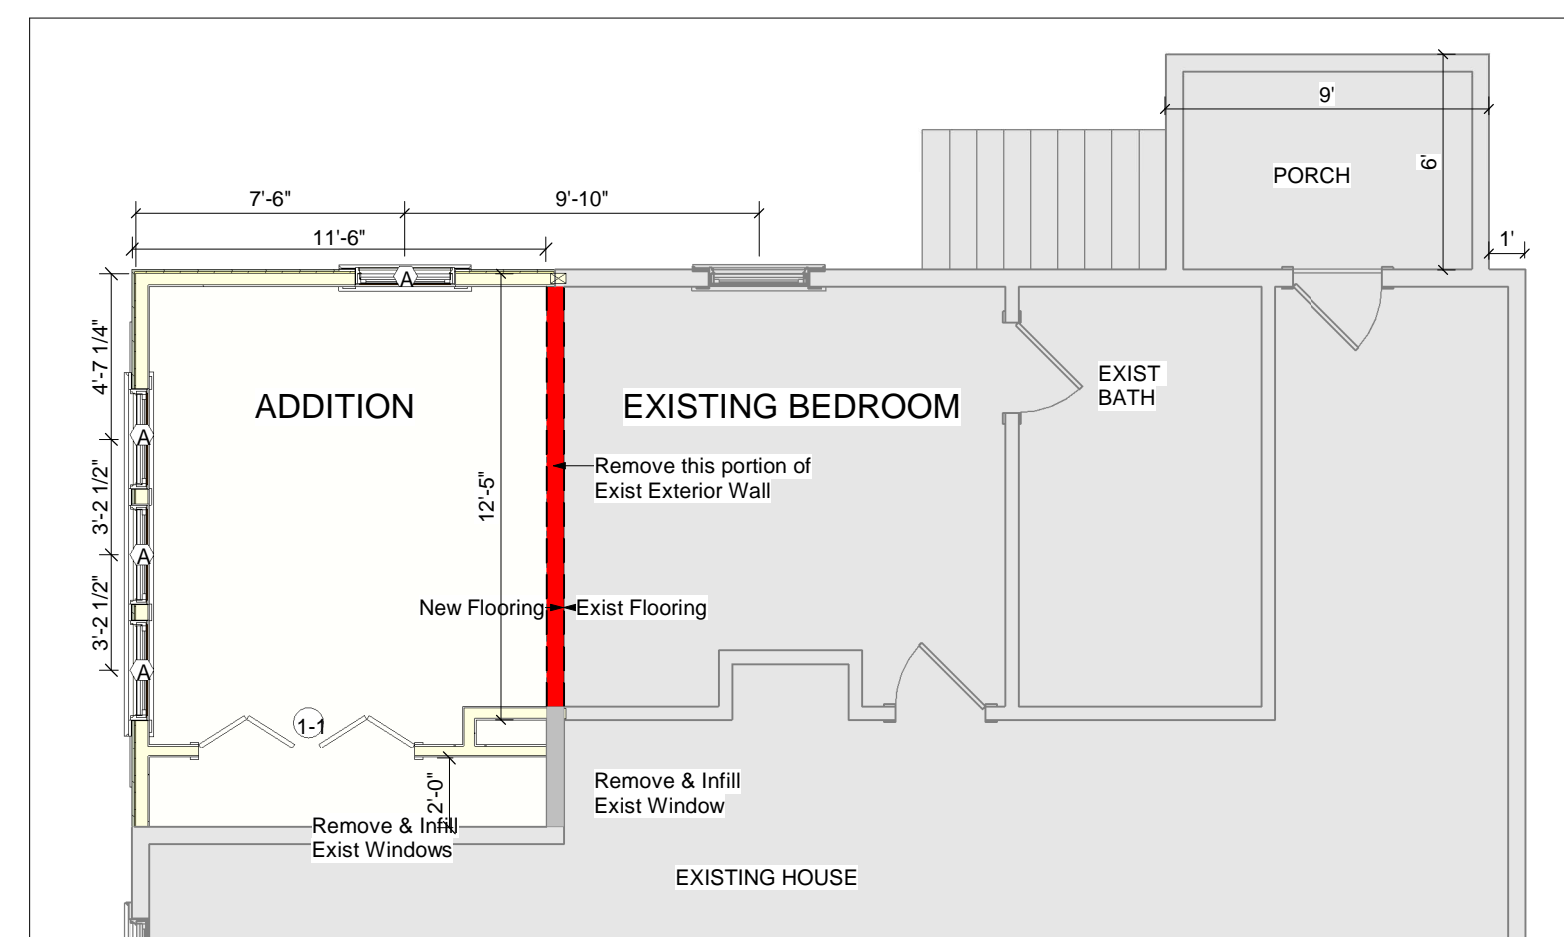 9'
6'
PORCH
7'-6"
9'-10"
11'-6"
1'
A
4'-7 1/4"
EXIST
BATH
ADDITION
EXISTING BEDROOM
A
Remove this portion of
Exist Exterior Wall
12'-5"
3'-2 1/2"
A
3'-2 1/2"
New Flooring
Exist Flooring
A
1-1
2'-0"
Remove & Infill
Exist Window
Remove & Infill
Exist Windows
EXISTING HOUSE